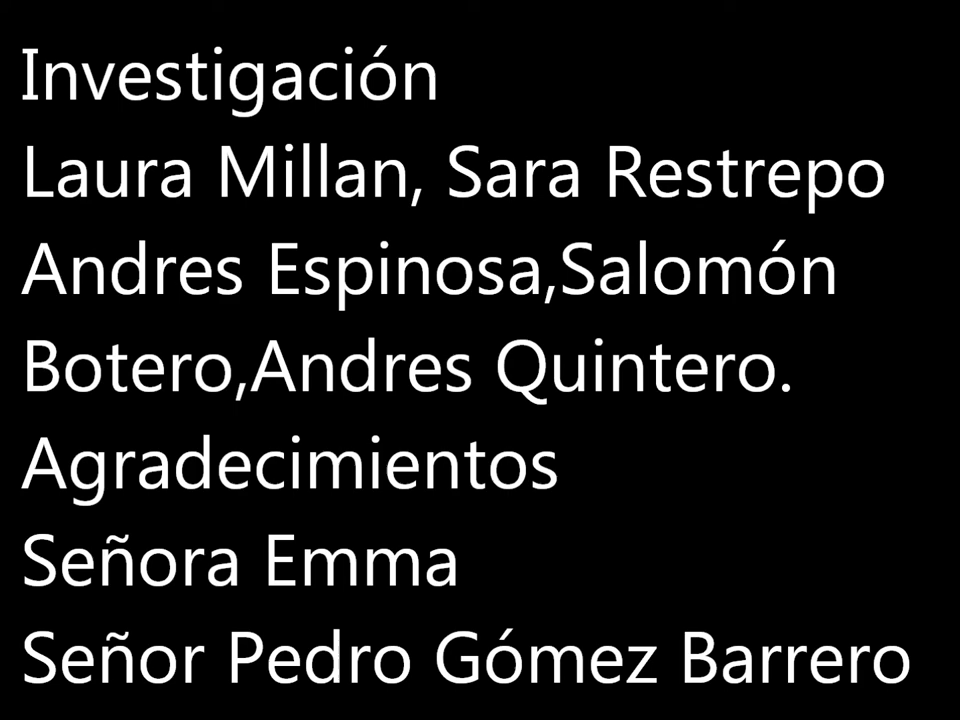 Investigación
Laura Millan, Sara Restrepo
Andres Espinosa,Salomón
Botero,Andres Quintero.
Agradecimientos
Señora Emma
Señor Pedro Gómez Barrero